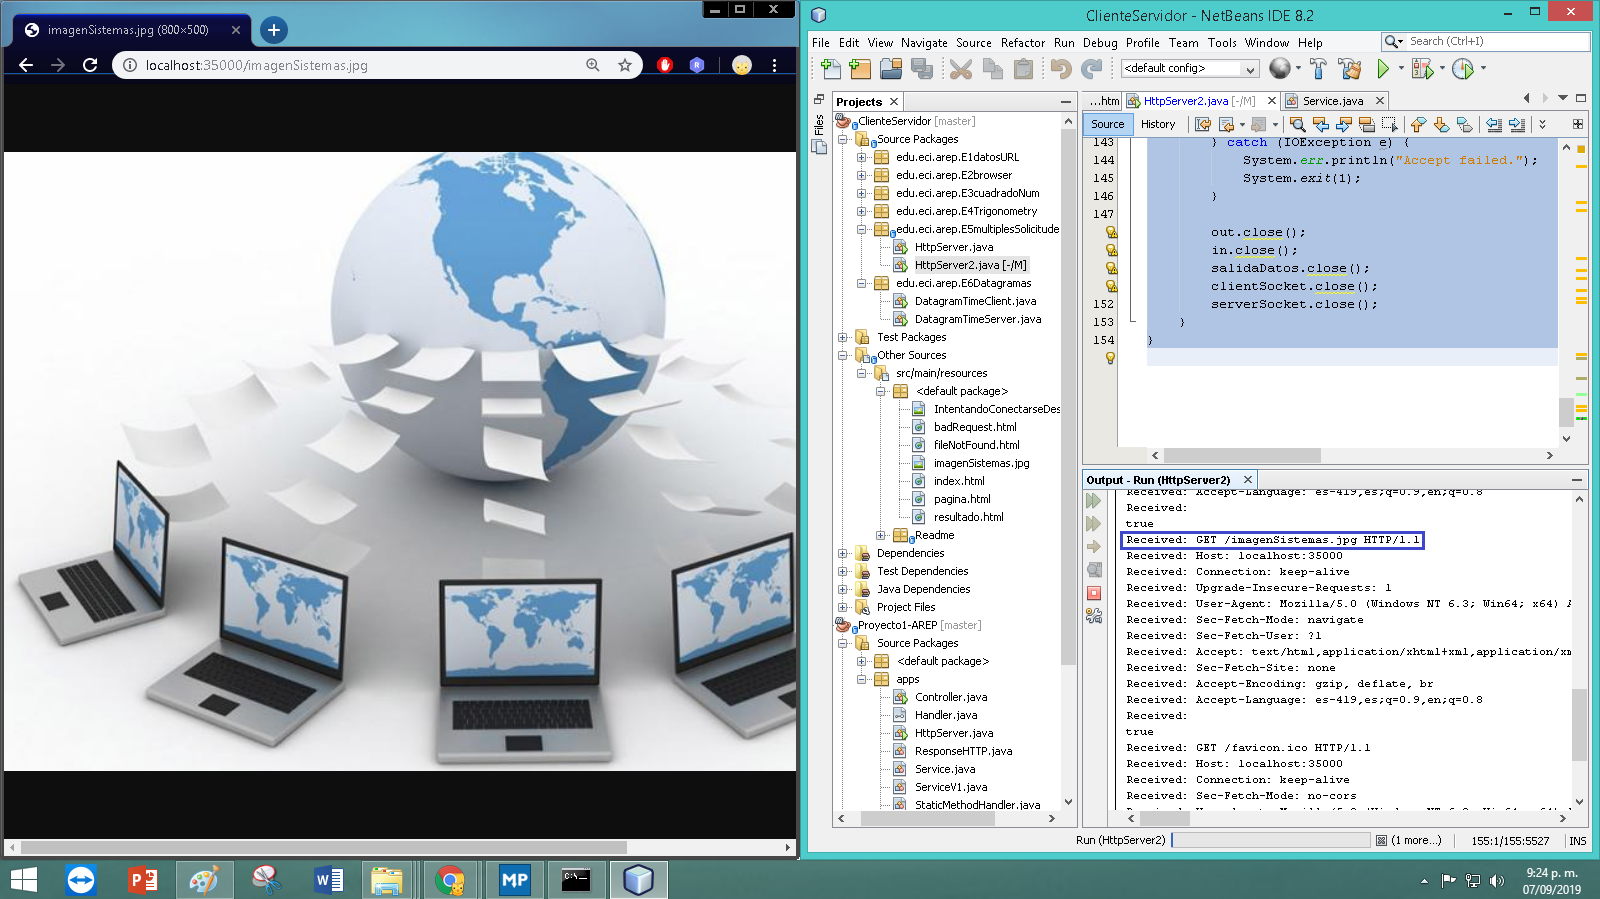 imagenSistemas.jpg (800×500)
localhost:35000/imagenSistemas.jpg
ClienteServidor - NetBeans IDE 8.2
File Edit View Navigate Source Refactor Run Debug Profile Team Tools Window Help
Search (Ctrl+I)
<default config>
Files
Projects
ClienteServidor [master]
Source Packages
edu.eci.arep.E1datosURL
edu.eci.arep.E2browser
edu.eci.arep.E3cuadradoNum
edu.eci.arep.E4Trigonometry
edu.eci.arep.E5multiplesSolicitude
HttpServer.java
HttpServer2.java [-/M]
edu.eci.arep.E6Datagramas
DatagramTimeClient.java
DatagramTimeServer.java
Test Packages
Other Sources
src/main/resources
<default package>
IntentandoConectarseDes
badRequest.html
fileNotFound.html
imagenSistemas.jpg
index.html
pagina.html
resultado.html
Readme
Dependencies
Test Dependencies
Java Dependencies
Project Files
Proyecto1-AREP [master]
Source Packages
<default package>
apps
Controller.java
Handler.java
HttpServer.java
ResponseHTTP.java
Service.java
ServiceV1.java
StaticMethodHandler.java
...htm HttpServer2.java [-/M] Service.java
Source History
143 } catch (IOException e) {
144 System.err.println("Accept failed.");
145 System.exit(1);
146 }
147
out.close();
in.close();
salidaDatos.close();
clientSocket.close();
152 serverSocket.close();
153 }
154 }
Output - Run (HttpServer2)
Received: Accept-Language: es-419,es;q=0.9,en;q=0.8
Received:
true
Received: GET /imagenSistemas.jpg HTTP/1.1
Received: Host: localhost:35000
Received: Connection: keep-alive
Received: Upgrade-Insecure-Requests: 1
Received: User-Agent: Mozilla/5.0 (Windows NT 6.3; Win64; x64) A
Received: Sec-Fetch-Mode: navigate
Received: Sec-Fetch-User: ?1
Received: Accept: text/html,application/xhtml+xml,application/xm
Received: Sec-Fetch-Site: none
Received: Accept-Encoding: gzip, deflate, br
Received: Accept-Language: es-419,es;q=0.9,en;q=0.8
Received:
true
Received: GET /favicon.ico HTTP/1.1
Received: Host: localhost:35000
Received: Connection: keep-alive
Received: Sec-Fetch-Mode: no-cors
Run (HttpServer2) (1 more...) 155:1/155:5527 INS
MP
9:24 p. m.
07/09/2019